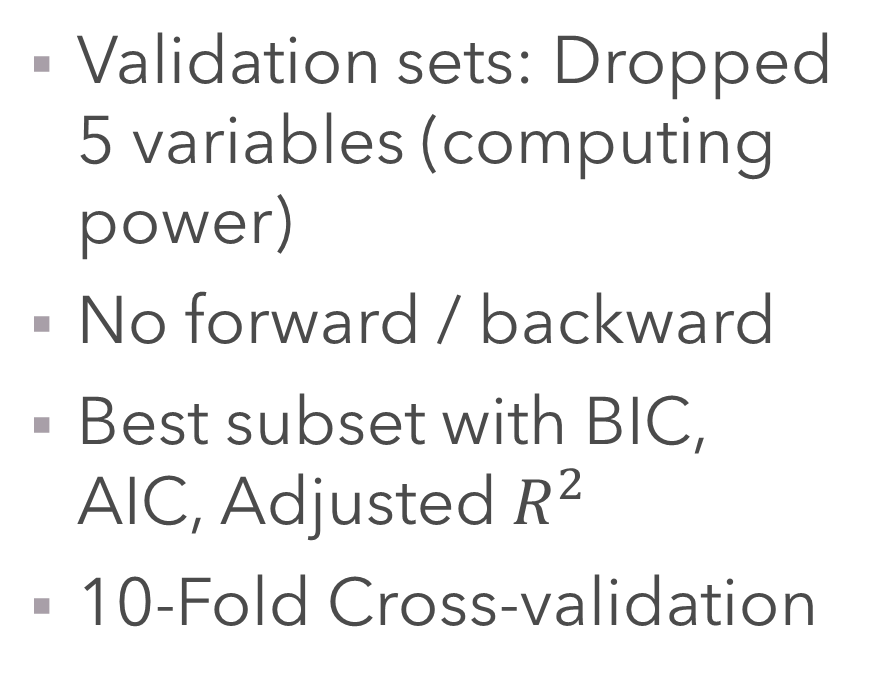 ▪ Validation sets: Dropped
5 variables (computing
power)
▪ No forward / backward
▪ Best subset with BIC,
AIC, Adjusted R²
▪ 10-Fold Cross-validation